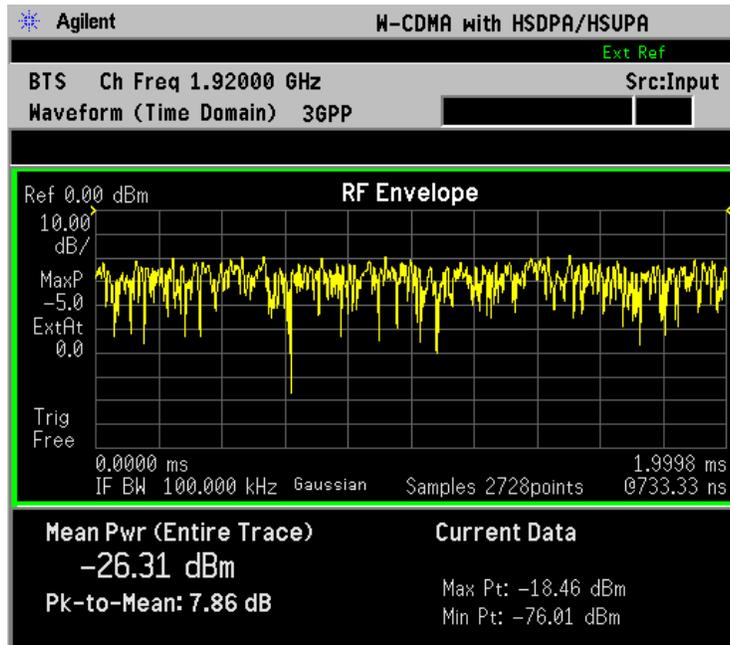 Agilent W-CDMA with HSDPA/HSUPA
Ext Ref
BTS Ch Freq 1.92000 GHz Src:Input
Waveform (Time Domain) 3GPP
Ref 0.00 dBm RF Envelope
10.00
dB/
MaxP
-5.0
ExtAt
0.0
Trig
Free
0.0000 ms 1.9998 ms
IF BW 100.000 kHz Gaussian Samples 2728points @733.33 ns
Mean Pwr (Entire Trace) Current Data
-26.31 dBm
Max Pt: -18.46 dBm
Pk-to-Mean: 7.86 dB
Min Pt: -76.01 dBm